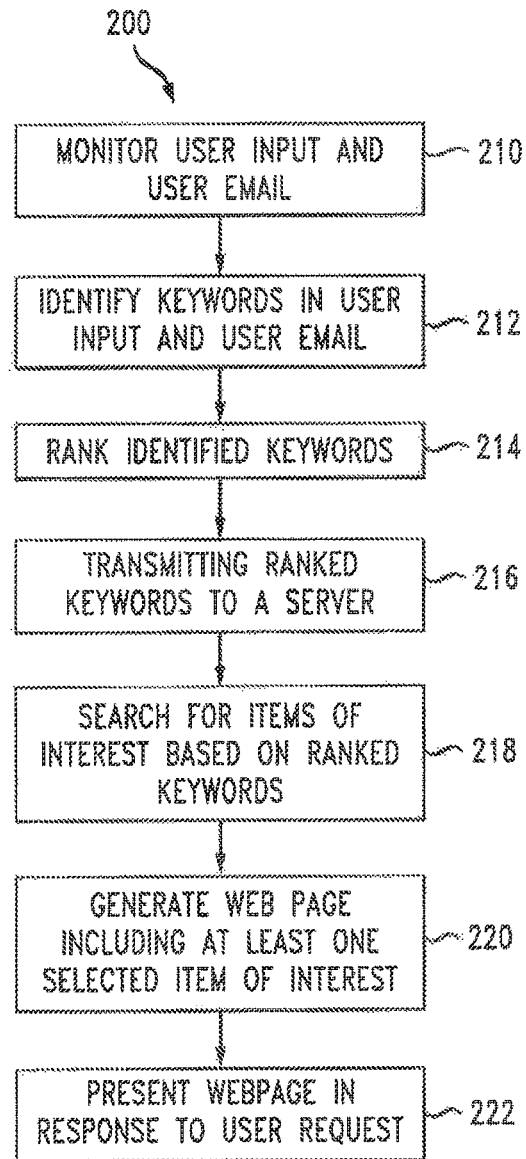 200
MONITOR USER INPUT AND
USER EMAIL
210
IDENTIFY KEYWORDS IN USER
INPUT AND USER EMAIL
212
RANK IDENTIFIED KEYWORDS
214
TRANSMITTING RANKED
KEYWORDS TO A SERVER
216
SEARCH FOR ITEMS OF
INTEREST BASED ON RANKED
KEYWORDS
218
GENERATE WEB PAGE
INCLUDING AT LEAST ONE
SELECTED ITEM OF INTEREST
220
PRESENT WEBPAGE IN
RESPONSE TO USER REQUEST
222